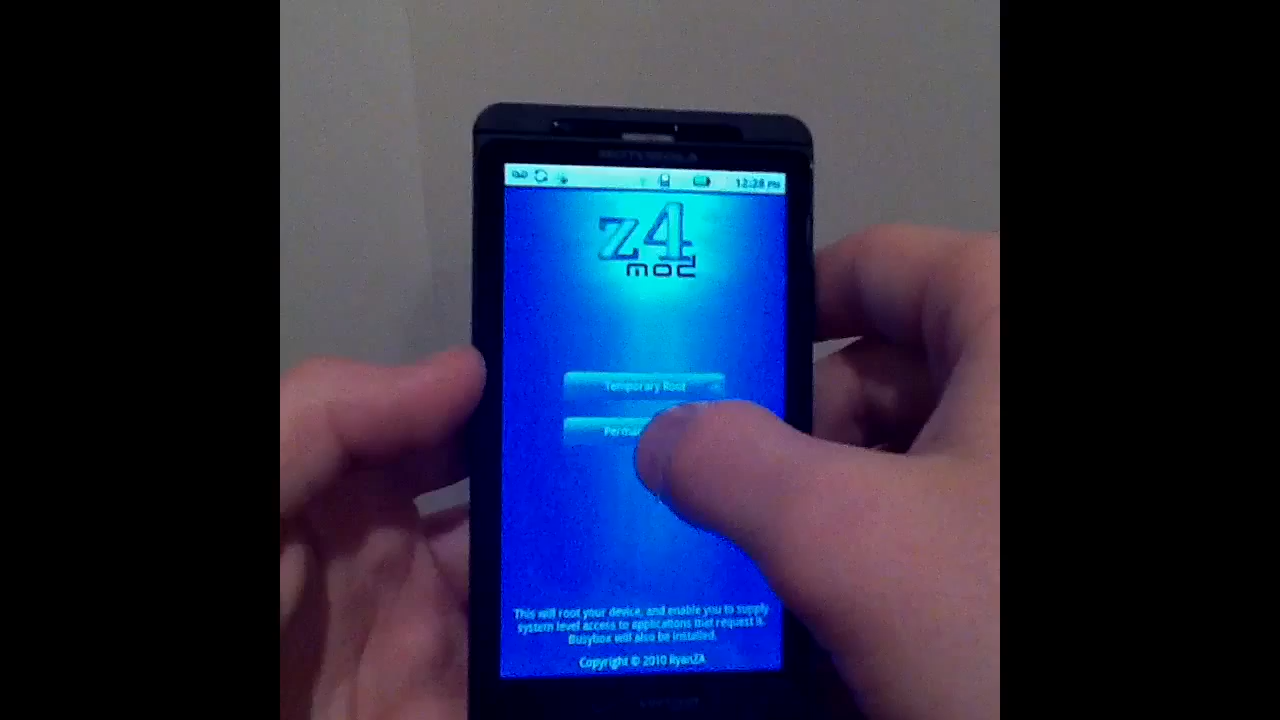 MOTOROLA
12:28 PM
z4
mod
Temporary Root
This will root your device, and enable you to supply
system level access to applications that request it.
Busybox will also be installed.
Copyright © 2010 RyanZA